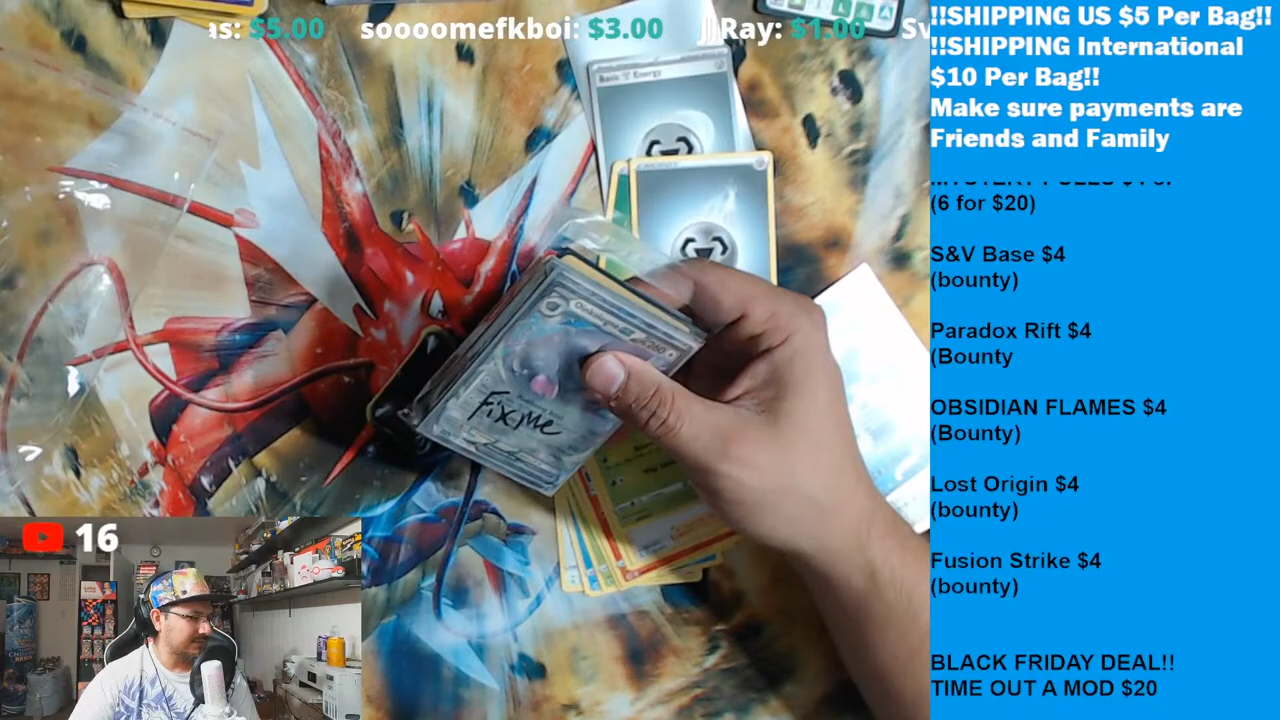 as: $5.00 soooomefkboi: $3.00 JJRay: $1.00 Sw
!!SHIPPING US $5 Per Bag!!
!!SHIPPING International
$10 Per Bag!!
Make sure payments are
Friends and Family
(6 for $20)
S&V Base $4
(bounty)
Paradox Rift $4
(Bounty
OBSIDIAN FLAMES $4
(Bounty)
Lost Origin $4
(bounty)
Fusion Strike $4
(bounty)
BLACK FRIDAY DEAL!!
TIME OUT A MOD $20
Basic Energy
Fix Me
16